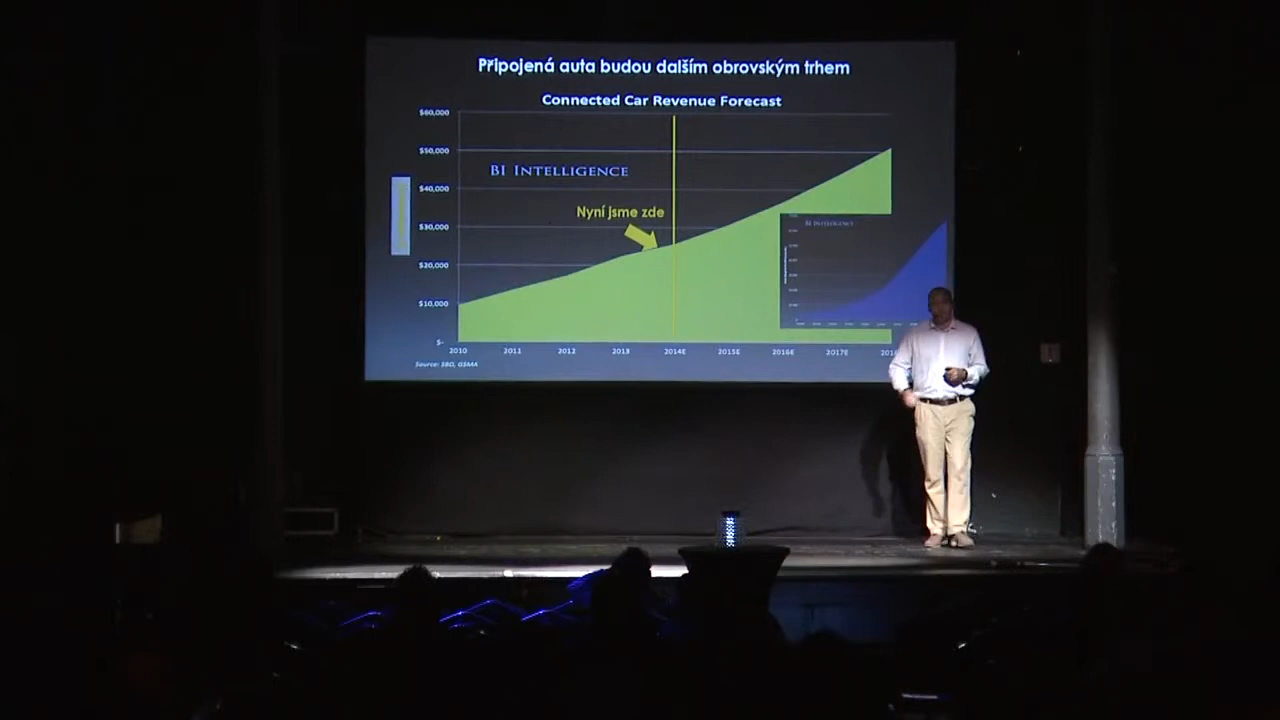 Připojená auta budou dalším obrovským trhem
Connected Car Revenue Forecast
$60,000
BI INTELLIGENCE
$50,000
$40,000
Nyní jsme zde
$30,000
$20,000
$10,000
$-
2010 2011 2012 2013 2014E 2015E 2016E 2017E
Source: SBD, GSMA
BI INTELLIGENCE